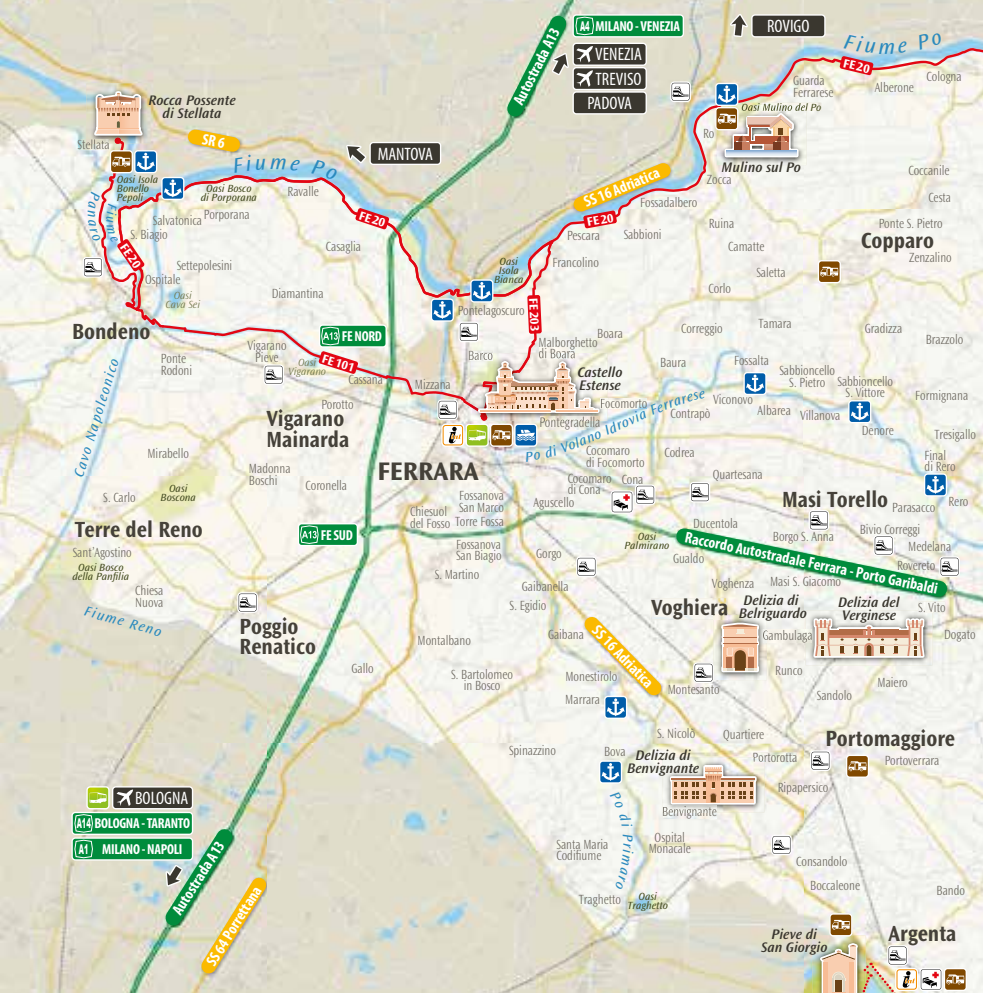 A4 MILANO - VENEZIA
ROVIGO
Fiume Po
VENEZIA
TREVISO
PADOVA
Autostrada A13
FE20
Cologna
Guarda
Ferrarese
Alberone
Rocca Possente
di Stellata
SR 6
MANTOVA
Oasi Mulino del Po
Ro
Mulino sul Po
Stellata
Fiume Po
Oasi Isola
Bonello
Pepoli
Oasi Bosco
di Porporana
Ravalle
SS 16 Adriatica
Zocca
Coccanile
Cesta
Fossadalbero
FE20
FE20
Panaro
Fiume
Salvatonica
Porporana
S. Biagio
Casaglia
Pescara
Sabbioni
Ruina
Ponte S. Pietro
Copparo
Zenzalino
Camatte
FE20
Settepolesini
Ospitale
Oasi
Isola
Bianca
Francolino
Saletta
Oasi
Cava Sei
Diamantina
Corlo
Pontelagoscuro
FE203
Bondeno
A13 FE NORD
Boara
Correggio
Tamara
Gradizza
Malborghetto
di Boara
Brazzolo
Vigarano
Pieve
Ponte
Rodoni
Oasi
Vigarano
FE101
Barco
Baura
Fossalta
Sabbioncello
S. Pietro
Cassana
Mizzana
Castello
Estense
Sabbioncello
S. Vittore
Formignana
Cavo Napoleonico
Porotto
Focomorto
Viconovo
Albarea
Villanova
Contrapò
Vigarano
Mainarda
Pontegradella
Po di Volano Idrovia Ferrarese
Denore
Tresigallo
Mirabello
Cocomaro
di Focomorto
Codrea
Final
di Rero
FERRARA
Madonna
Boschi
Coronella
Cocomaro
di Cona
Cona
Quartesana
Rero
Oasi
Boscona
S. Carlo
Fossanova
San Marco
Aguscello
Masi Torello
Parasacco
Chiesuol
del Fosso
Torre Fossa
Ducentola
Bivio Correggi
Terre del Reno
A13 FE SUD
Borgo S. Anna
Oasi
Palmirano
Medelana
Sant'Agostino
Fossanova
San Biagio
Gorgo
Gualdo
Raccordo Autostradale Ferrara - Porto Garibaldi
Rovereto
Oasi Bosco
della Panfilia
S. Martino
Voghenza
Masi S. Giacomo
Chiesa
Nuova
Gaibanella
Fiume Reno
S. Egidio
Voghiera
Delizia di
Belriguardo
Delizia del
Verginese
S. Vito
Poggio
Renatico
Montalbano
Gaibana
Gambulaga
Dogato
SS 16 Adriatica
Gallo
S. Bartolomeo
in Bosco
Monestirolo
Runco
Maiero
Montesanto
Sandolo
Marrara
S. Nicolò
Quartiere
Portomaggiore
Spinazzino
Bova
Delizia di
Benvignante
Portorotta
Portoverrara
Ripapersico
BOLOGNA
A14 BOLOGNA - TARANTO
A1 MILANO - NAPOLI
Benvignante
Po di Primaro
Santa Maria
Codifiume
Ospital
Monacale
Consandolo
Autostrada A13
SS 64 Porrettana
Boccaleone
Bando
Traghetto
Oasi
Traghetto
Pieve di
San Giorgio
Argenta